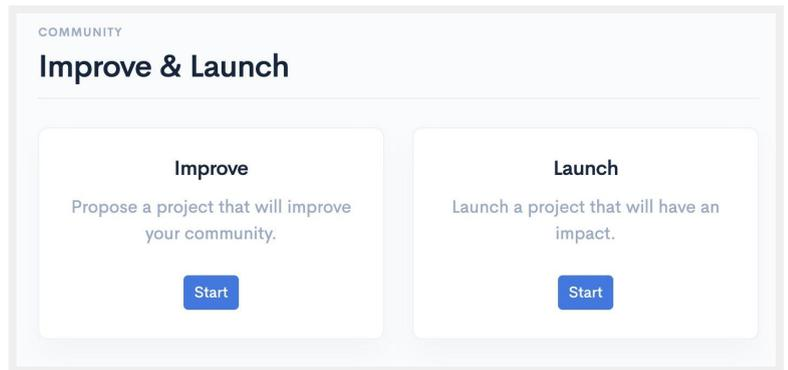 COMMUNITY
Improve & Launch
Improve
Propose a project that will improve
your community.
Start
Launch
Launch a project that will have an
impact.
Start